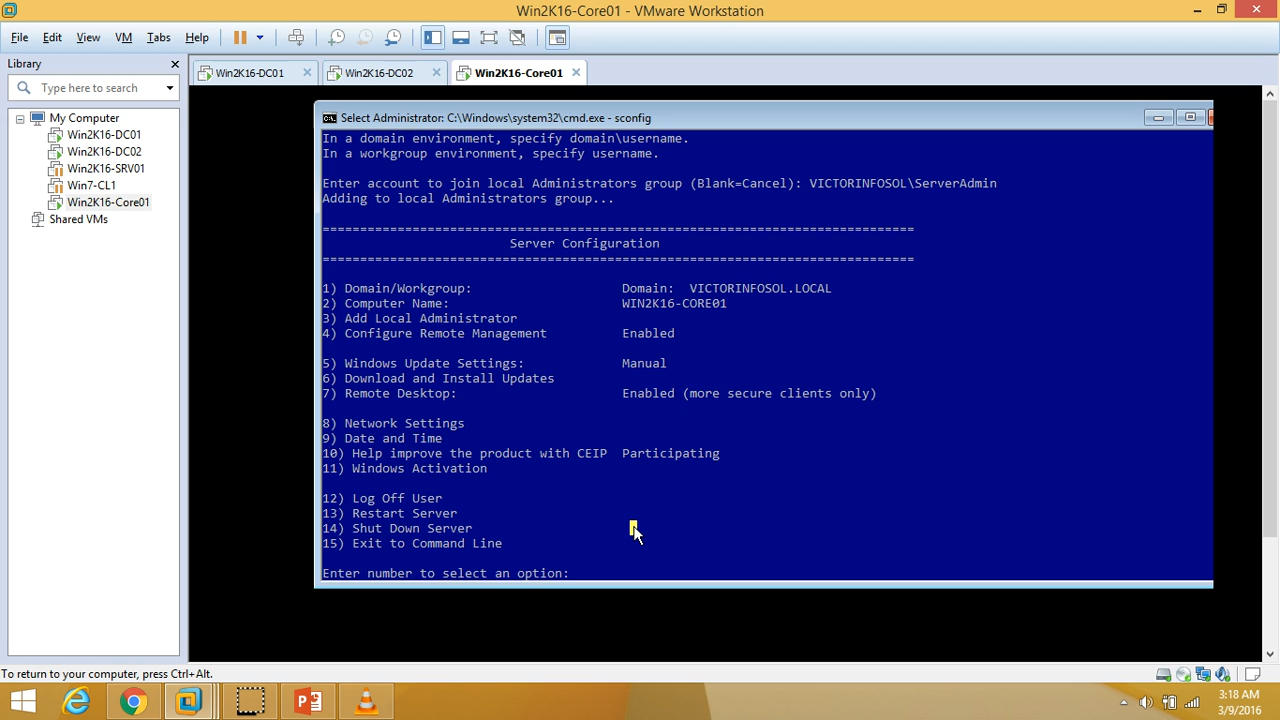 Win2K16-Core01 - VMware Workstation
File Edit View VM Tabs Help
Library
Type here to search
My Computer
Win2K16-DC01
Win2K16-DC02
Win2K16-SRV01
Win7-CL1
Win2K16-Core01
Shared VMs
Win2K16-DC01 Win2K16-DC02 Win2K16-Core01
Select Administrator: C:\Windows\system32\cmd.exe - sconfig
In a domain environment, specify domain\username.
In a workgroup environment, specify username.
Enter account to join local Administrators group (Blank=Cancel): VICTORINFOSOL\ServerAdmin
Adding to local Administrators group...
===============================================================================
Server Configuration
===============================================================================
1) Domain/Workgroup: Domain: VICTORINFOSOL.LOCAL
2) Computer Name: WIN2K16-CORE01
3) Add Local Administrator
4) Configure Remote Management Enabled
5) Windows Update Settings: Manual
6) Download and Install Updates
7) Remote Desktop: Enabled (more secure clients only)
8) Network Settings
9) Date and Time
10) Help improve the product with CEIP Participating
11) Windows Activation
12) Log Off User
13) Restart Server
14) Shut Down Server
15) Exit to Command Line
Enter number to select an option:
To return to your computer, press Ctrl+Alt.
3:18 AM
3/9/2016